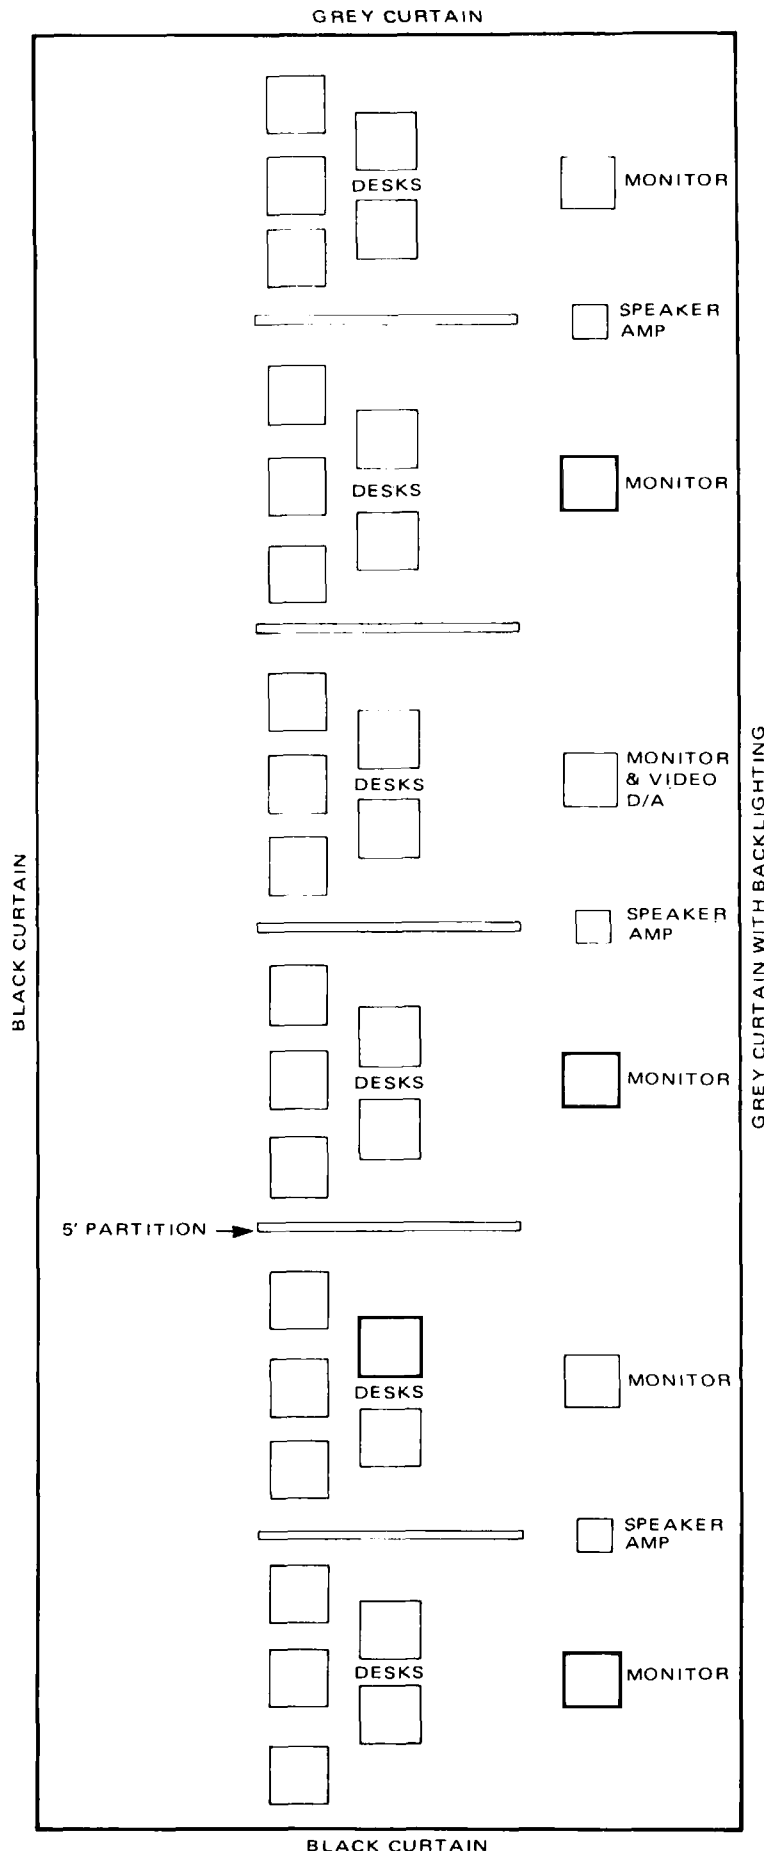 GREY CURTAIN
DESKS
MONITOR
SPEAKER
AMP
DESKS
MONITOR
DESKS
MONITOR
& VIDEO
D/A
BLACK CURTAIN
GREY CURTAIN WITH BACKLIGHTING
SPEAKER
AMP
DESKS
MONITOR
5' PARTITION
DESKS
MONITOR
SPEAKER
AMP
DESKS
MONITOR
BLACK CURTAIN